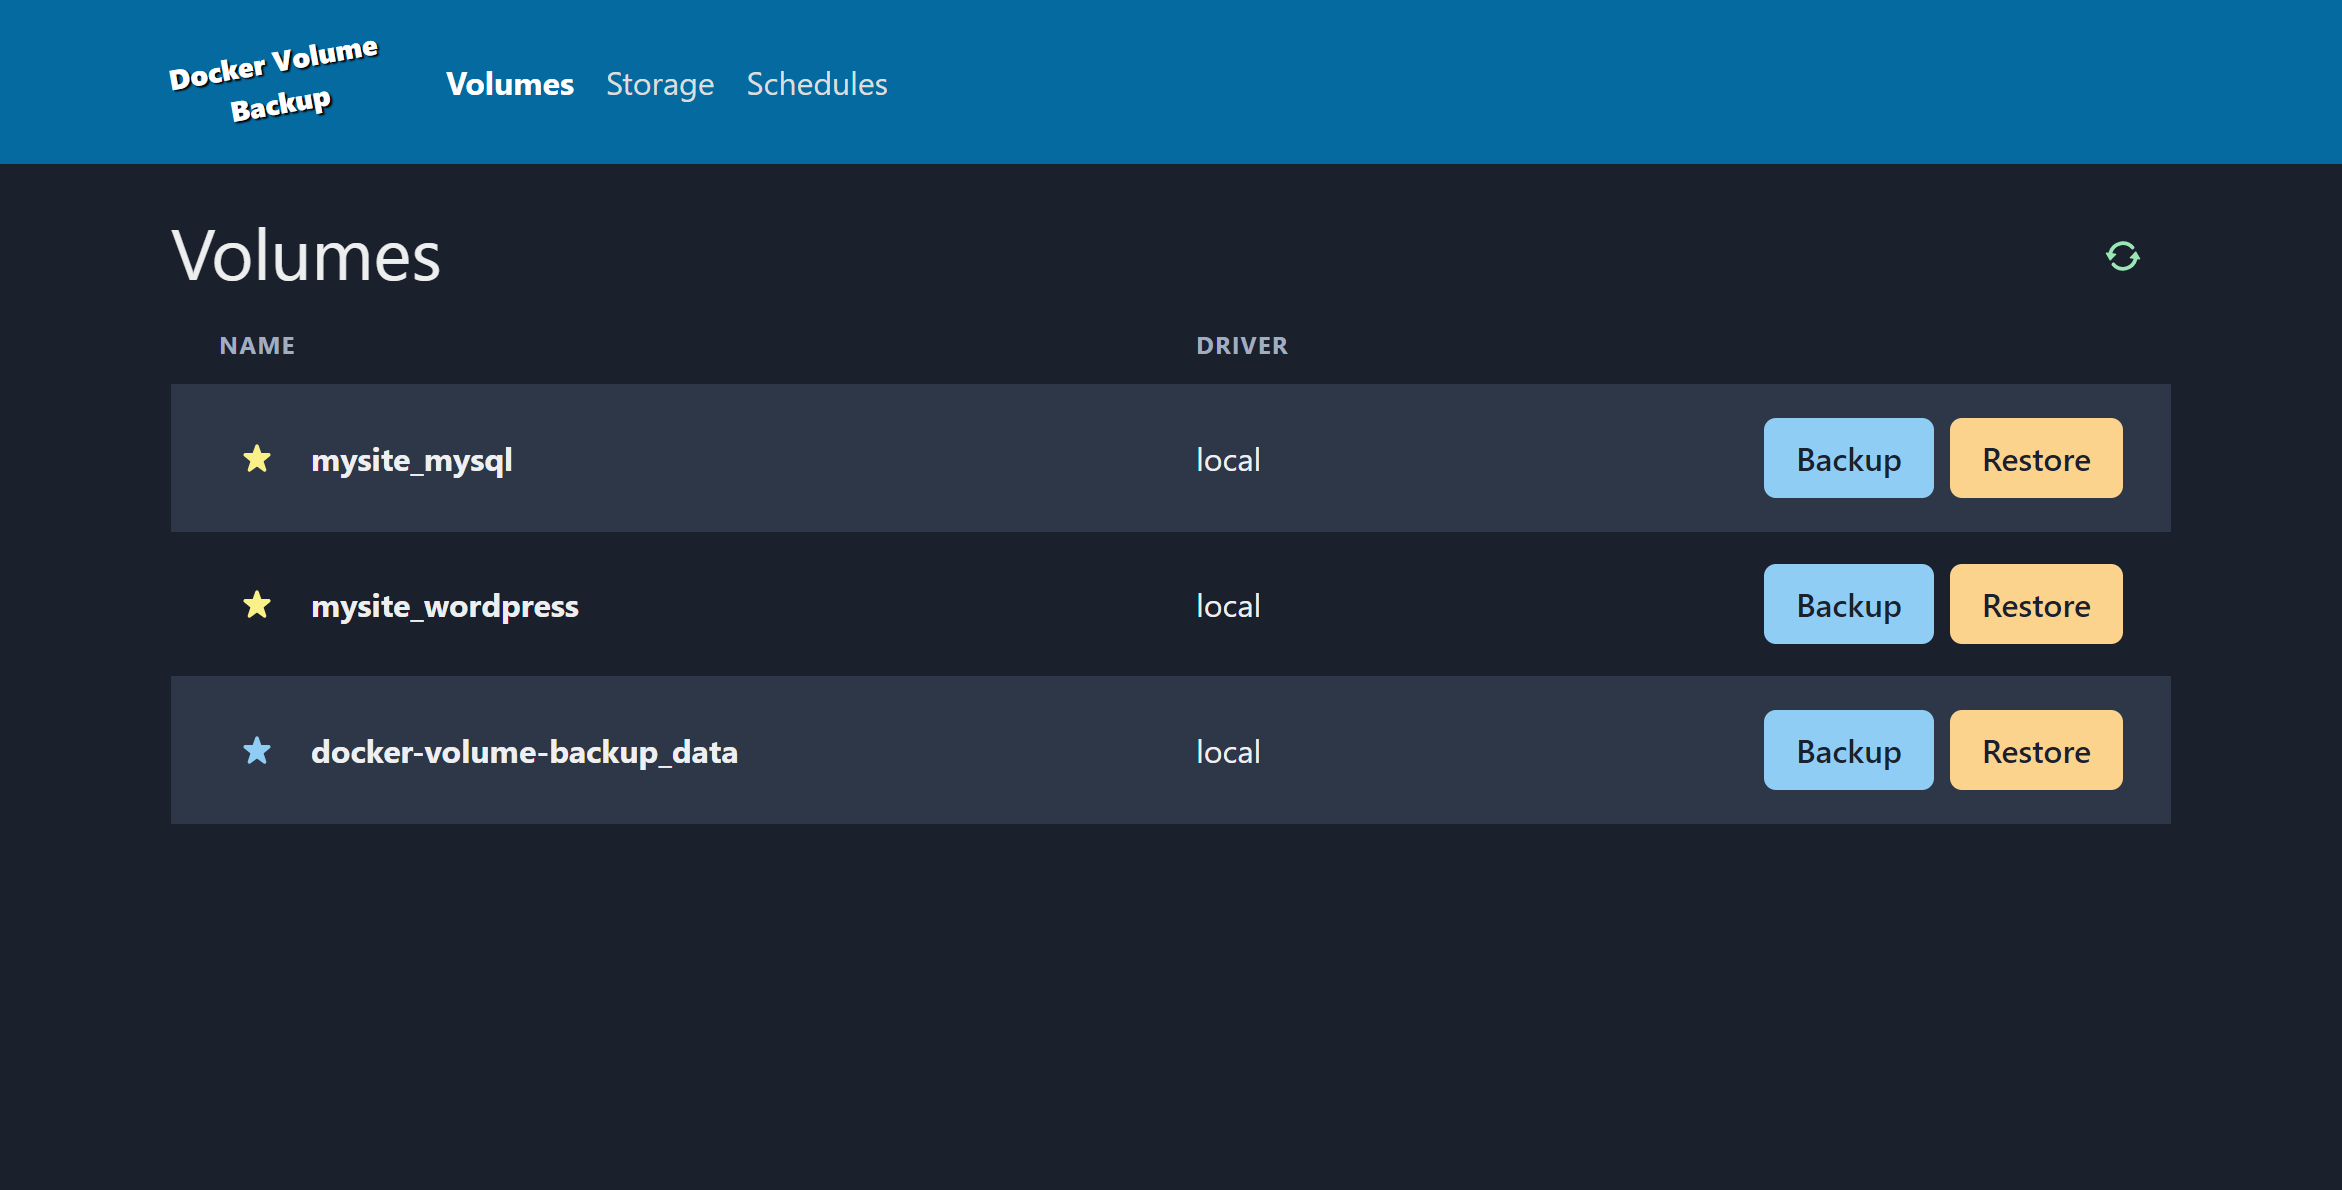 Docker Volume
Backup
Volumes Storage Schedules
Volumes
NAME DRIVER
mysite_mysql local Backup Restore
mysite_wordpress local Backup Restore
docker-volume-backup_data local Backup Restore